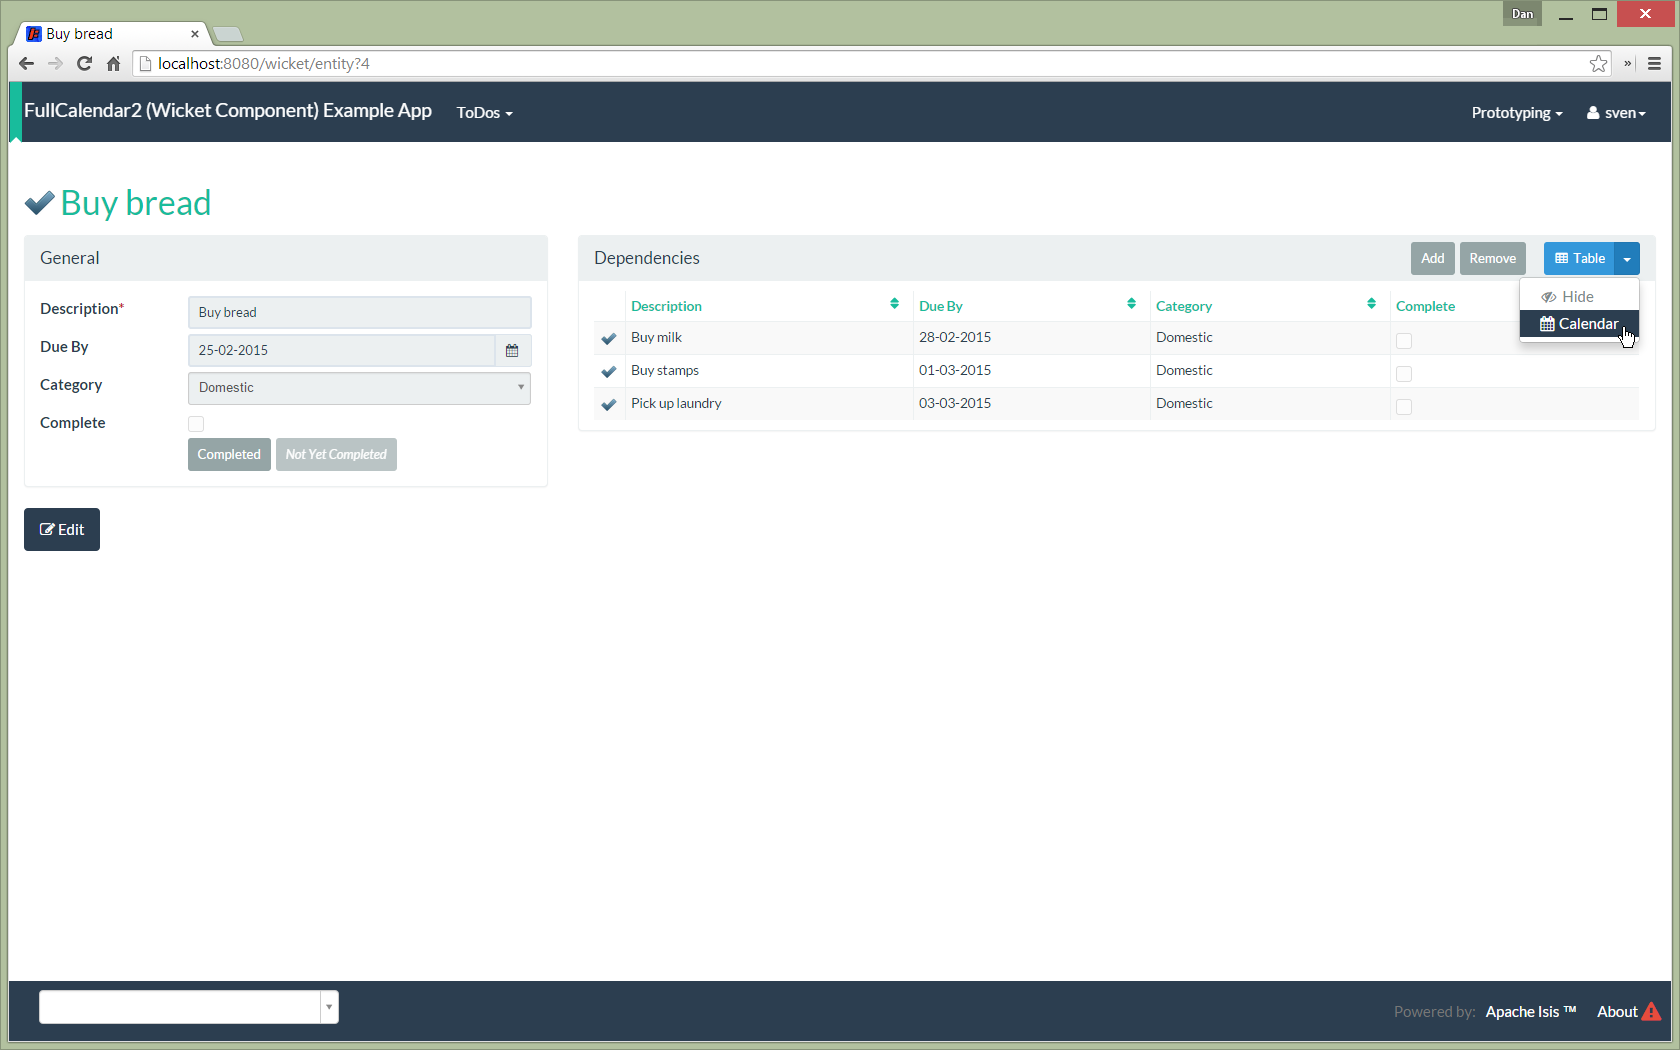 Dan
Buy bread
localhost:8080/wicket/entity?4
FullCalendar2 (Wicket Component) Example App ToDos Prototyping sven
Buy bread
General
Description* Buy bread
Due By 25-02-2015
Category Domestic
Complete
Completed Not Yet Completed
Edit
Dependencies Add Remove Table
Hide
Calendar
Description Due By Category Complete
Buy milk 28-02-2015 Domestic
Buy stamps 01-03-2015 Domestic
Pick up laundry 03-03-2015 Domestic
Powered by: Apache Isis ™ About